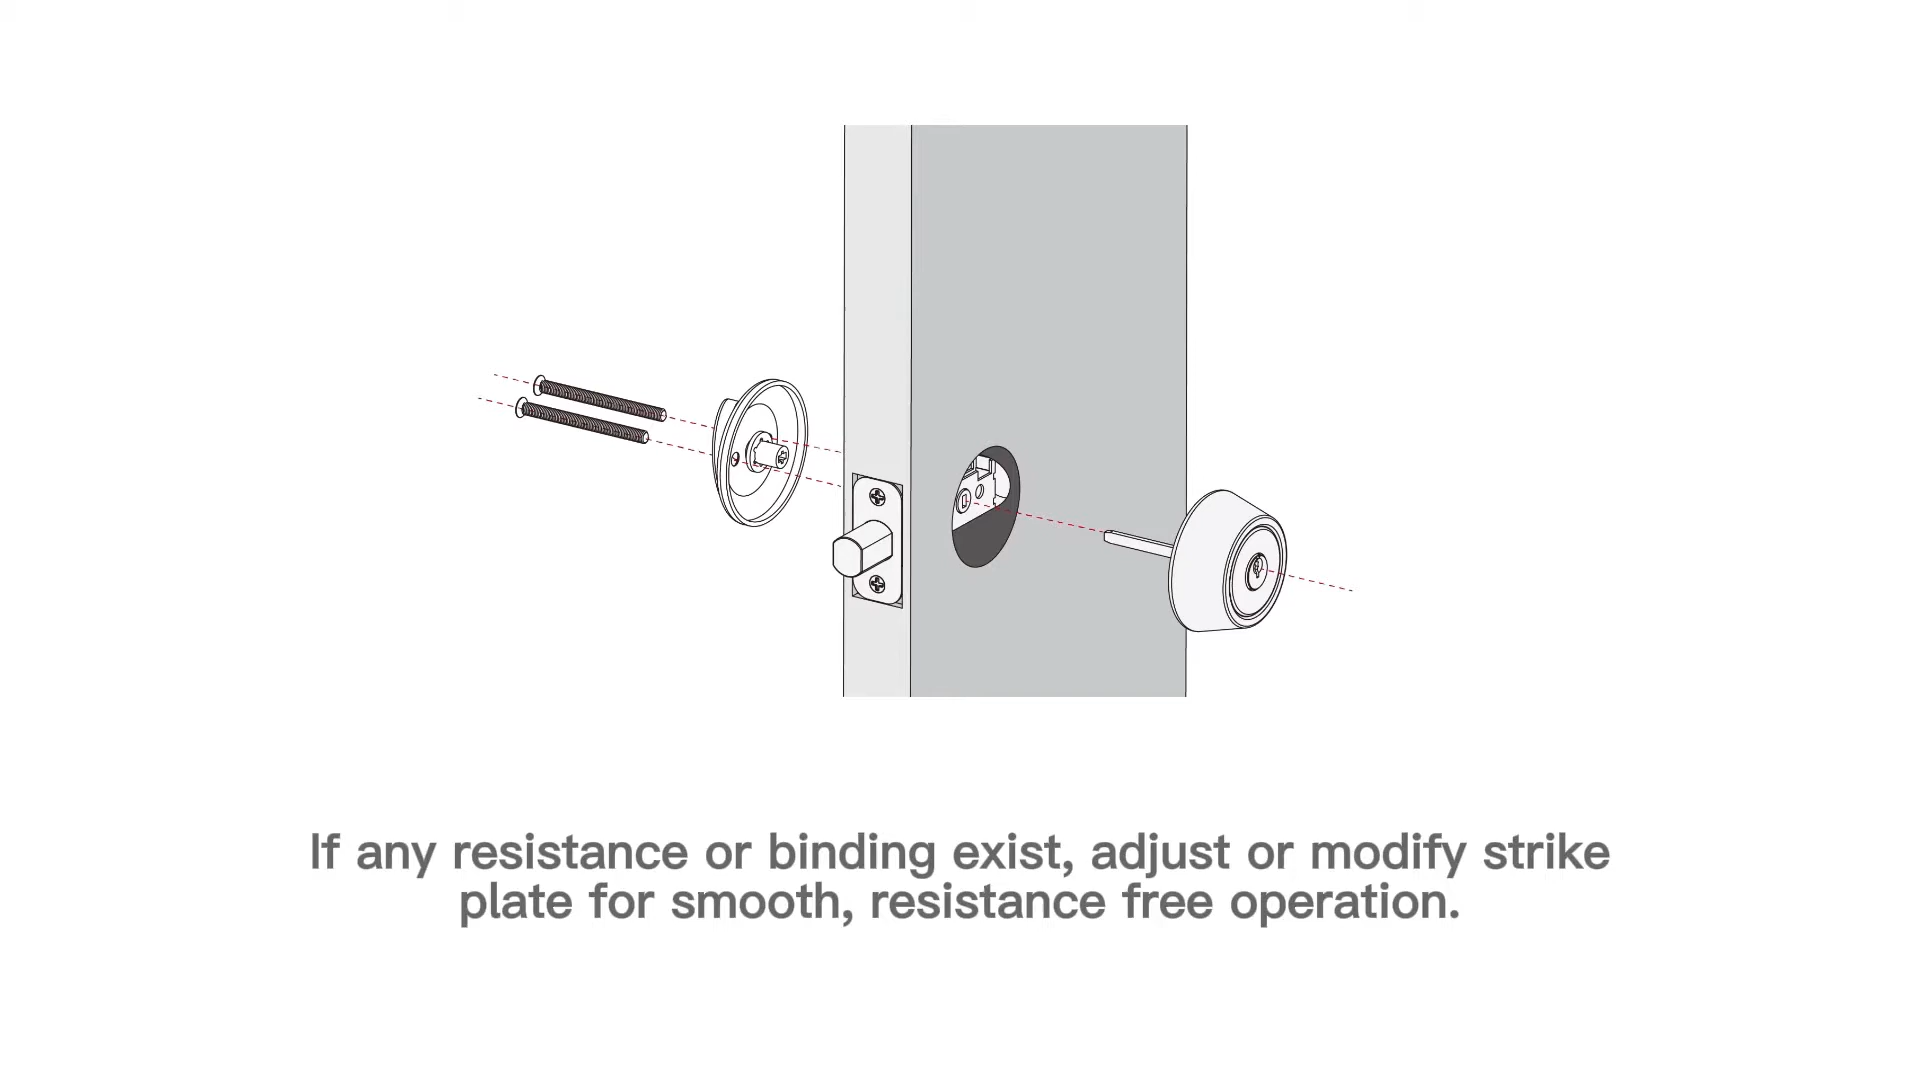 If any resistance or binding exist, adjust or modify strike
plate for smooth, resistance free operation.